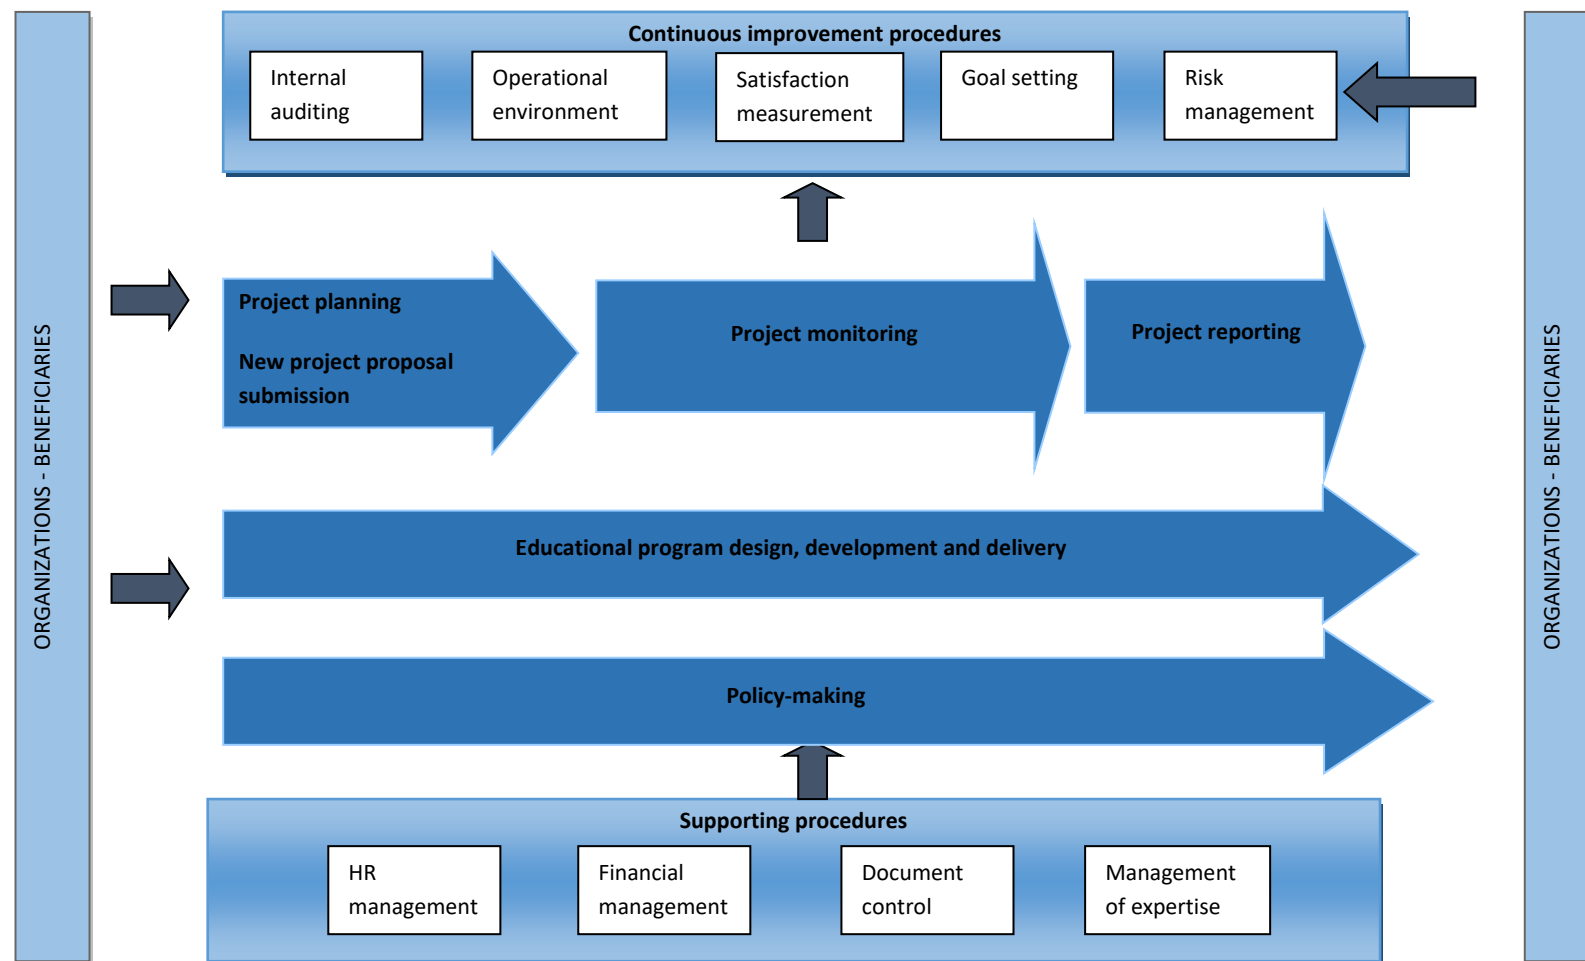 ORGANIZATIONS - BENEFICIARIES
Continuous improvement procedures
Internal
auditing
Operational
environment
Satisfaction
measurement
Goal setting
Risk
management
Project planning
New project proposal
submission
Project monitoring
Project reporting
Educational program design, development and delivery
Policy-making
Supporting procedures
HR
management
Financial
management
Document
control
Management
of expertise
ORGANIZATIONS - BENEFICIARIES